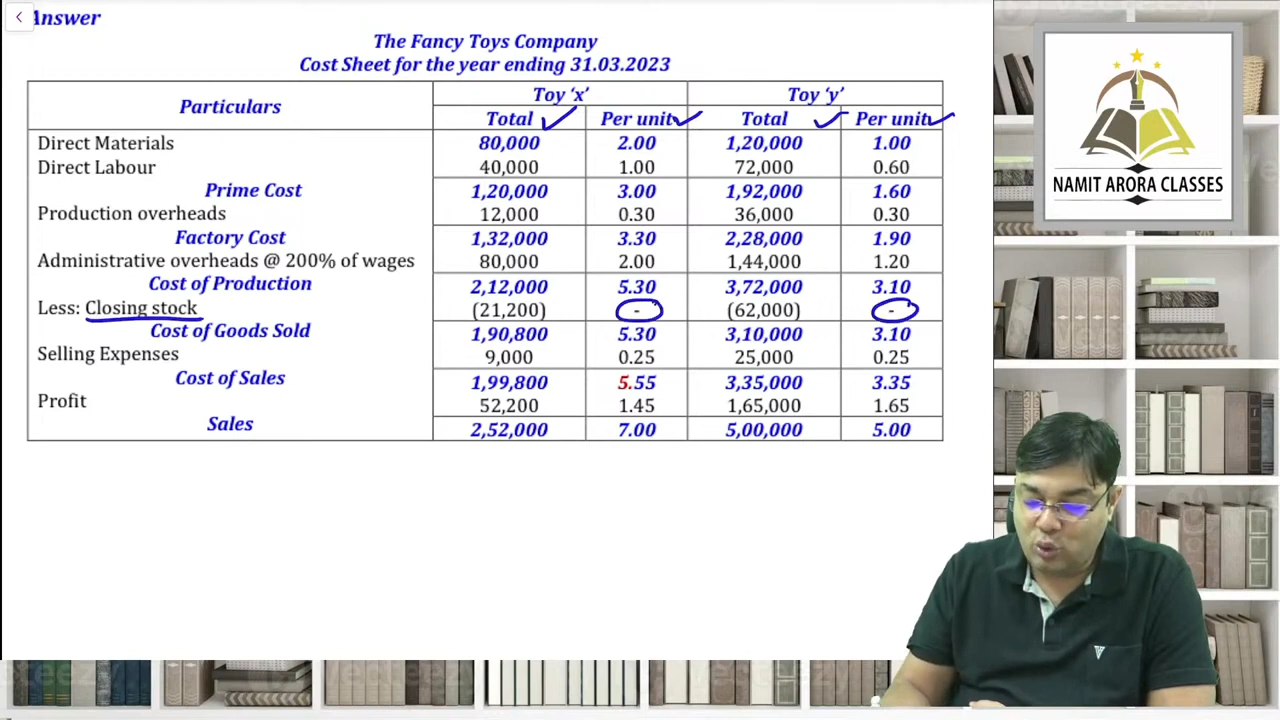 Answer
The Fancy Toys Company
Cost Sheet for the year ending 31.03.2023
Particulars Toy ‘x’ Toy ‘y’
Total Per unit Total Per unit
Direct Materials 80,000 2.00 1,20,000 1.00
Direct Labour 40,000 1.00 72,000 0.60
Prime Cost 1,20,000 3.00 1,92,000 1.60
Production overheads 12,000 0.30 36,000 0.30
Factory Cost 1,32,000 3.30 2,28,000 1.90
Administrative overheads @ 200% of wages 80,000 2.00 1,44,000 1.20
Cost of Production 2,12,000 5.30 3,72,000 3.10
Less: Closing stock (21,200) - (62,000) -
Cost of Goods Sold 1,90,800 5.30 3,10,000 3.10
Selling Expenses 9,000 0.25 25,000 0.25
Cost of Sales 1,99,800 5.55 3,35,000 3.35
Profit 52,200 1.45 1,65,000 1.65
Sales 2,52,000 7.00 5,00,000 5.00
NAMIT ARORA CLASSES